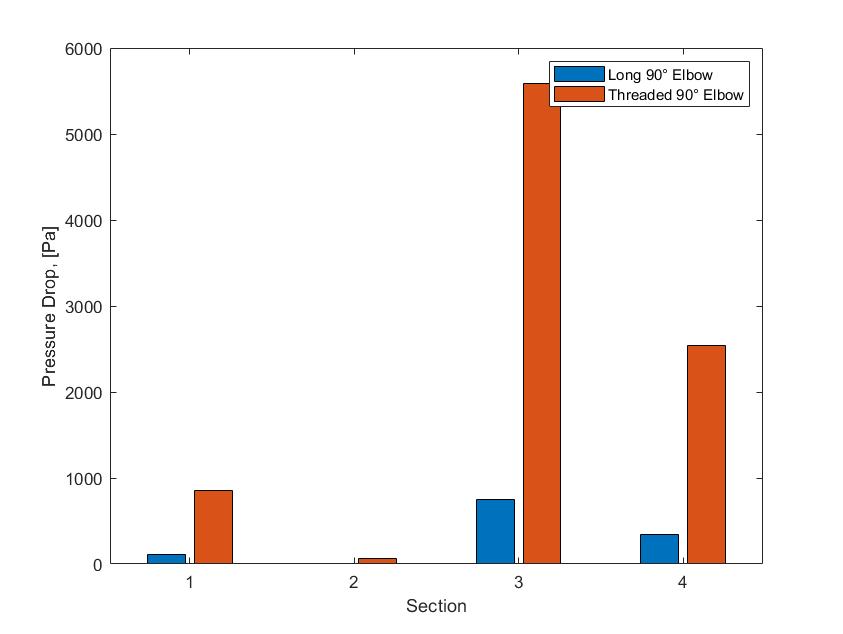 6000
Long 90° Elbow
Threaded 90° Elbow
5000
4000
3000
2000
1000
0
Pressure Drop, [Pa]
1 2 3 4
Section